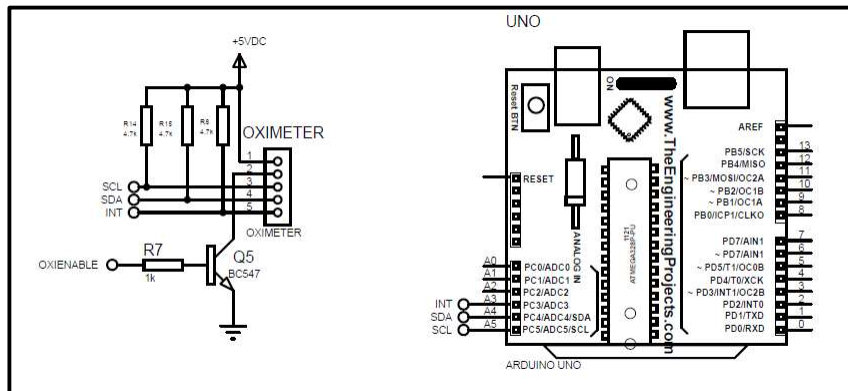 UNO
+5VDC
R14
4.7k
4.7k
R8
4.7k
OXIMETER
1
2
3
4
5
SCL
SDA
INT
OXIMETER
OXIENABLE
R7
1k
Q5
BC547
Reset BTN
ON
www.TheEngineeringProjects.com
ANALOG IN
1121
RESET
A0
A1
A2
A3
A4
A5
PC0/ADC0
PC1/ADC1
PC2/ADC2
PC3/ADC3
PC4/ADC4/SDA
PC5/ADC5/SCL
INT
SDA
SCL
AREF
PB5/SCK
PB4/MISO
~ PB3/MOSI/OC2A
~ PB2/OC1B
~ PB1/OC1A
PB0/ICP1/CLKO
13
12
11
10
9
8
PD7/AIN1
~ PD7/AIN1
~ PD5/T1/OC0B
PD4/T0/XCK
~ PD3/INT1/OC2B
PD2/INT0
PD1/TXD
PD0/RXD
7
6
5
4
3
2
1
0
ARDUINO UNO